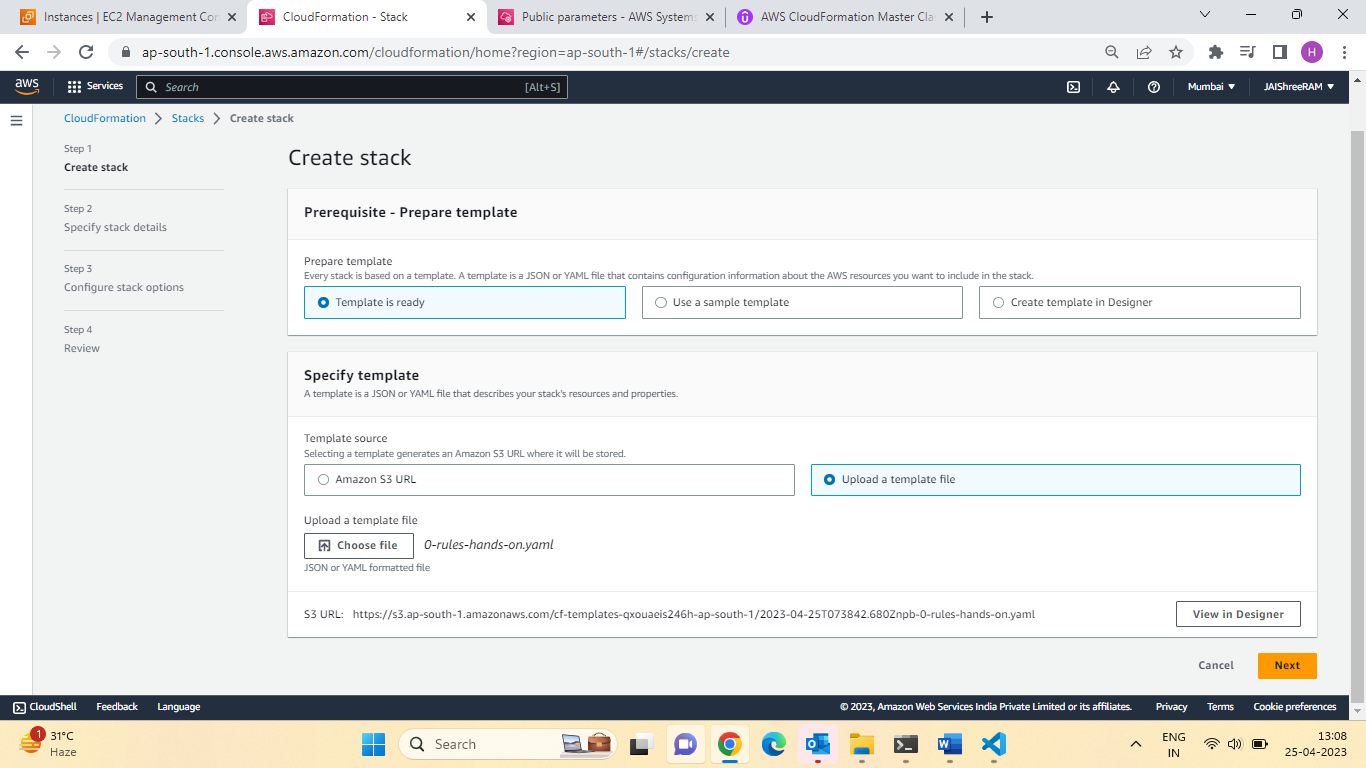 Instances | EC2 Management Con
CloudFormation - Stack
Public parameters - AWS Systems
AWS CloudFormation Master Cla
ap-south-1.console.aws.amazon.com/cloudformation/home?region=ap-south-1#/stacks/create
H
aws
Services
Search
[Alt+S]
Mumbai
JAIShreeRAM
CloudFormation
Stacks
Create stack
Step 1
Create stack
Step 2
Specify stack details
Step 3
Configure stack options
Step 4
Review
Create stack
Prerequisite - Prepare template
Prepare template
Every stack is based on a template. A template is a JSON or YAML file that contains configuration information about the AWS resources you want to include in the stack.
Template is ready
Use a sample template
Create template in Designer
Specify template
A template is a JSON or YAML file that describes your stack's resources and properties.
Template source
Selecting a template generates an Amazon S3 URL where it will be stored.
Amazon S3 URL
Upload a template file
Upload a template file
Choose file
0-rules-hands-on.yaml
JSON or YAML formatted file
S3 URL: https://s3.ap-south-1.amazonaws.com/cf-templates-qxouaeis246h-ap-south-1/2023-04-25T073842.680Znpb-0-rules-hands-on.yaml
View in Designer
Cancel
Next
CloudShell
Feedback
Language
© 2023, Amazon Web Services India Private Limited or its affiliates.
Privacy
Terms
Cookie preferences
1
31°C
Haze
Search
ENG
IN
13:08
25-04-2023